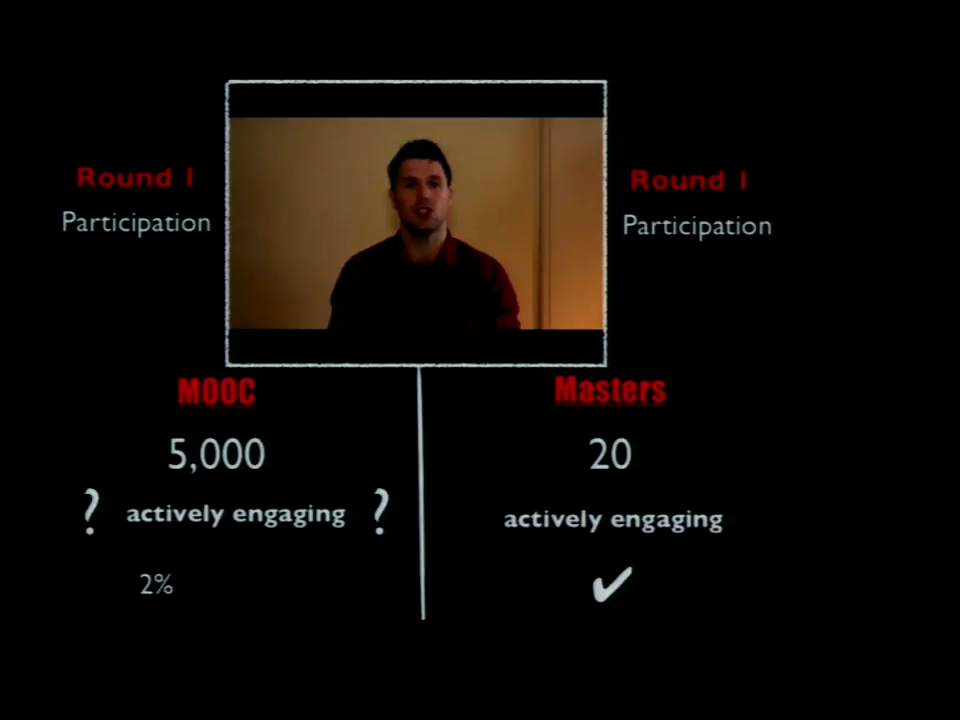 Round 1
Participation
Round 1
Participation
MOOC
5,000
? actively engaging ?
2%
Masters
20
actively engaging
✓